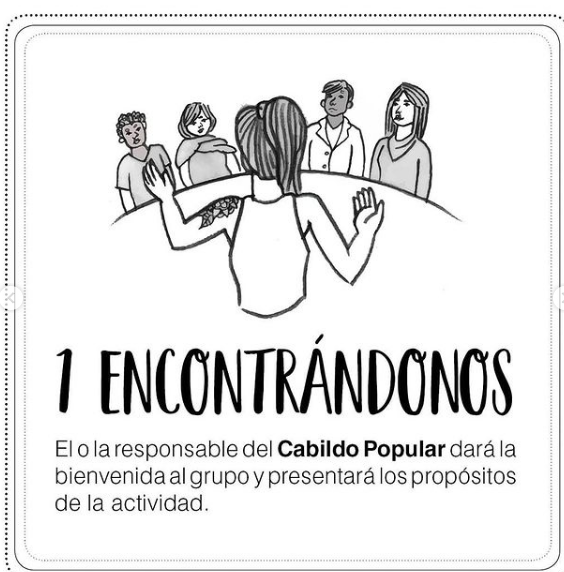 1 ENCONTRÁNDONOS
El o la responsable del Cabildo Popular dará la
bienvenida al grupo y presentará los propósitos
de la actividad.